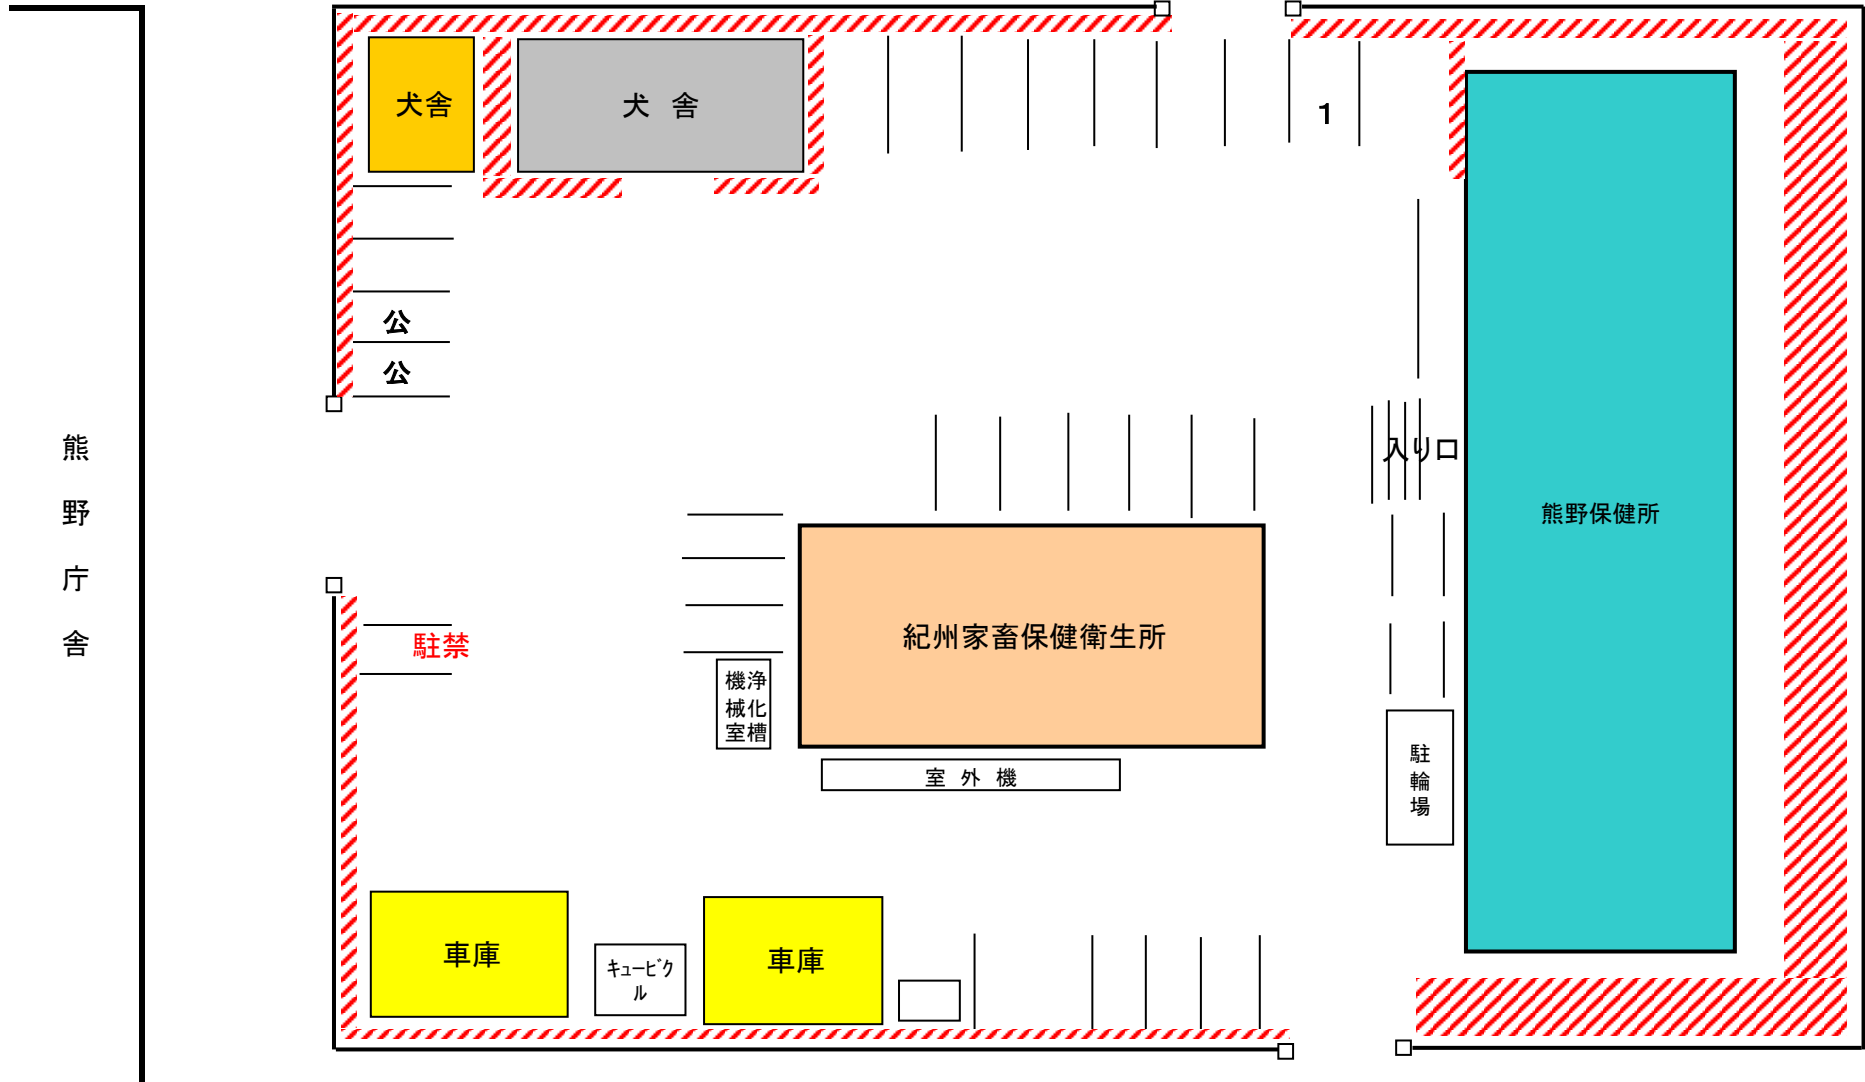 犬舎
犬 舎
1
公
公
熊野庁舎
入り口
熊野保健所
駐禁
紀州家畜保健衛生所
浄化槽
機械室
室 外 機
駐輪場
車庫
キュービク
ル
車庫